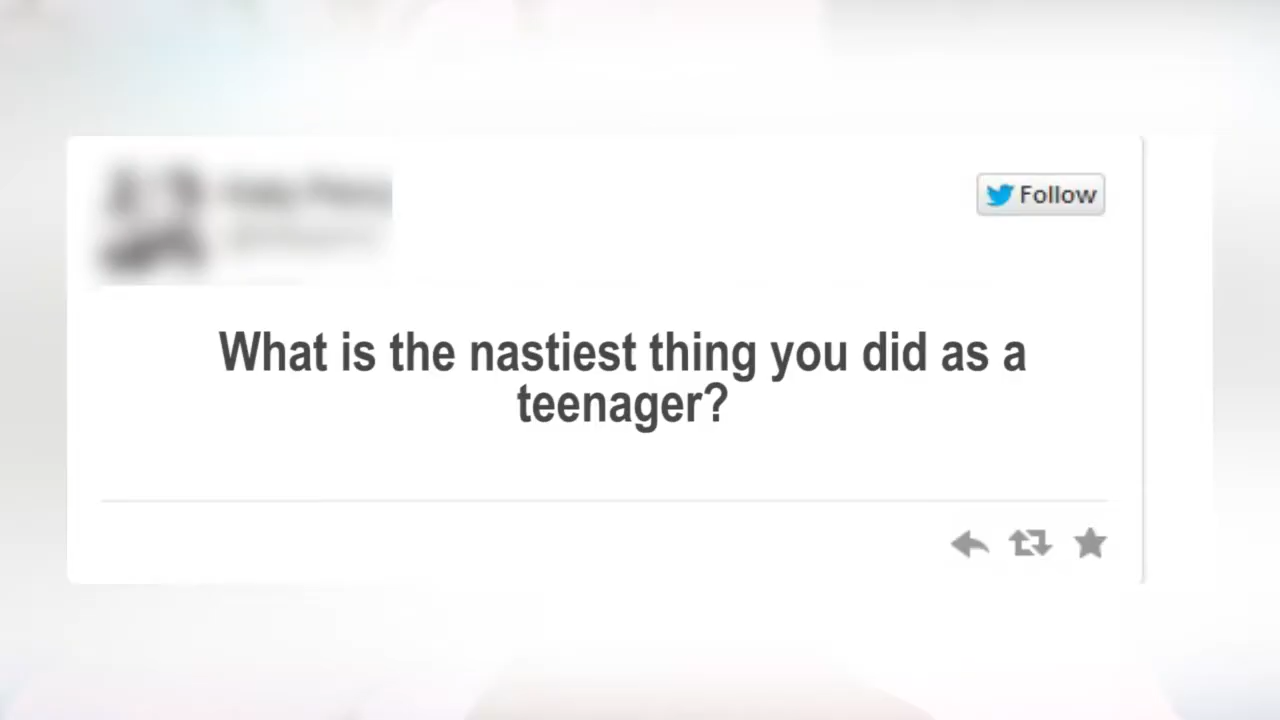 Follow
What is the nastiest thing you did as a
teenager?